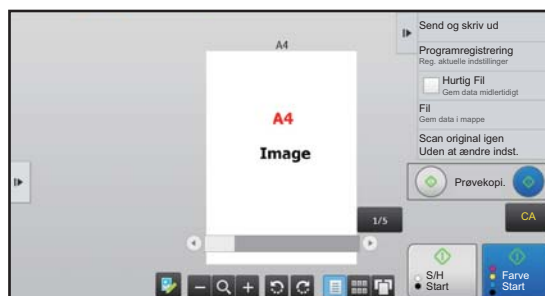 A4
A4
Image
1/5
Send og skriv ud
Programregistrering
Reg. aktuelle indstillinger
Hurtig Fil
Gem data midlertidigt
Fil
Gem data i mappe
Scan original igen
Uden at ændre indst.
Prøvekopi.
CA
S/H
Start
Farve
Start